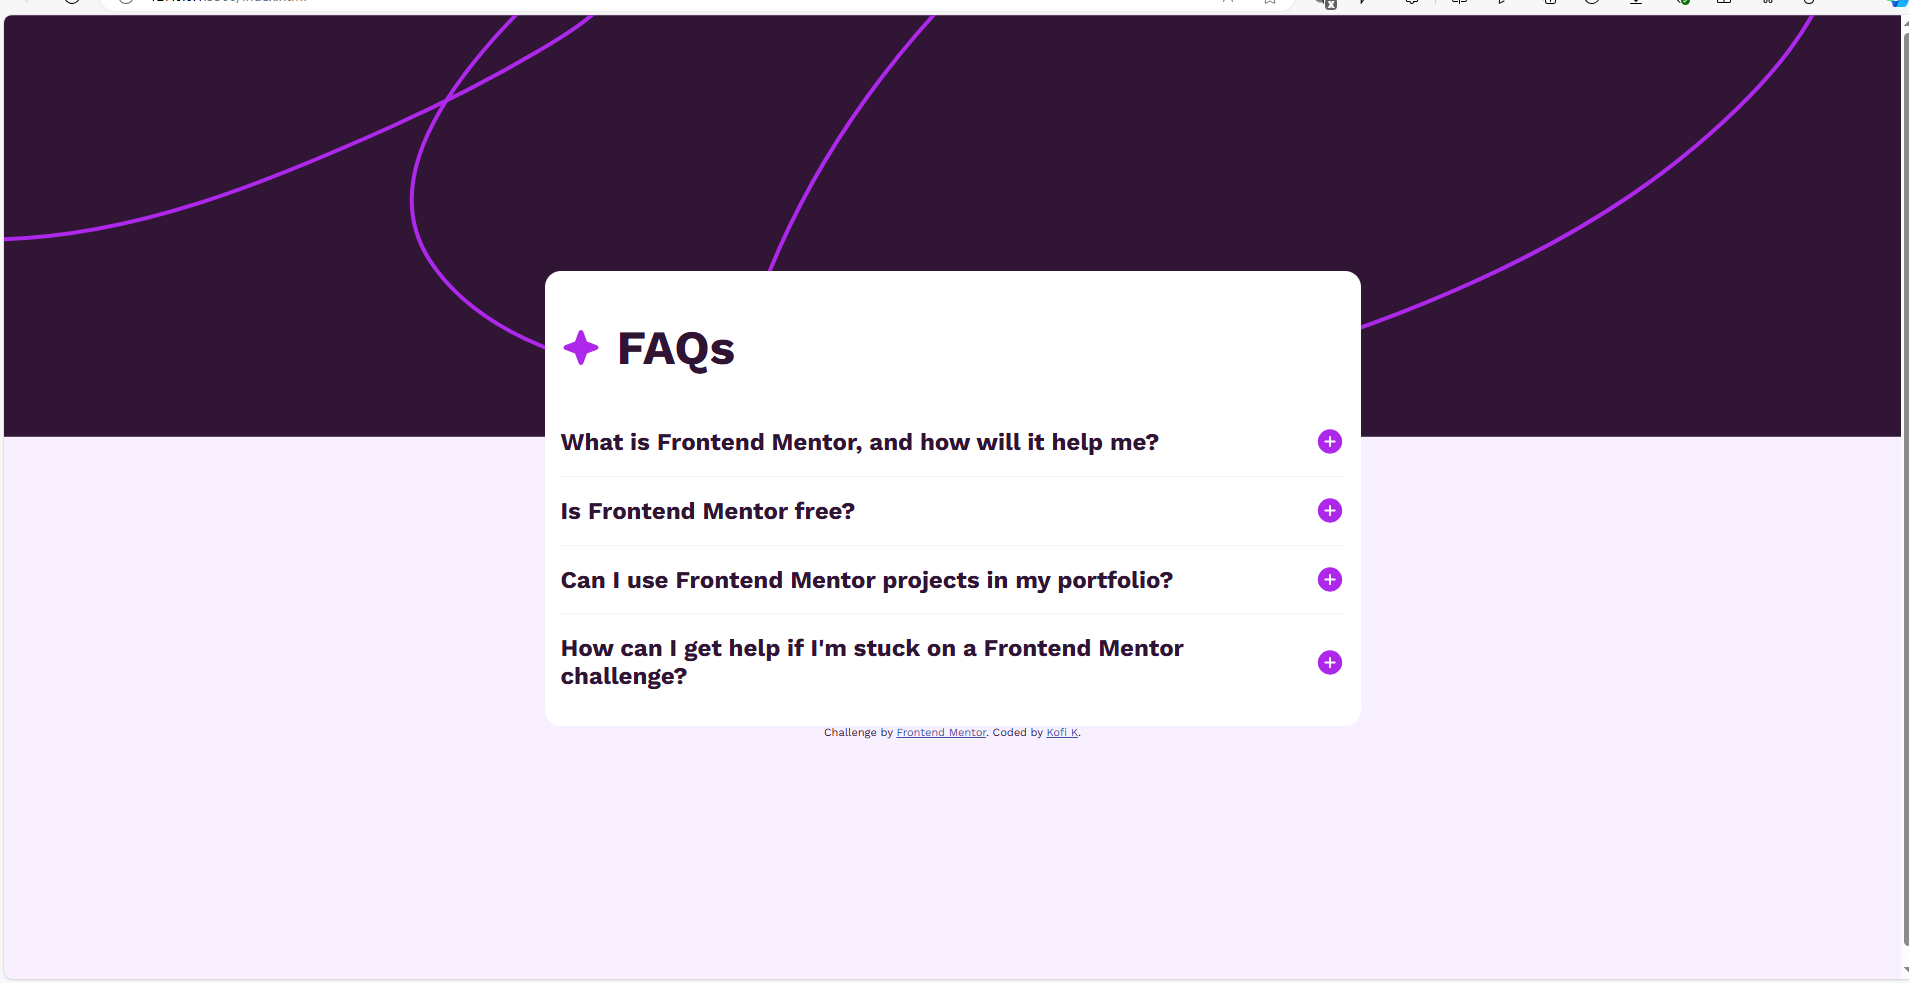 FAQs
What is Frontend Mentor, and how will it help me?
Is Frontend Mentor free?
Can I use Frontend Mentor projects in my portfolio?
How can I get help if I'm stuck on a Frontend Mentor
challenge?
Challenge by Frontend Mentor. Coded by Kofi K.